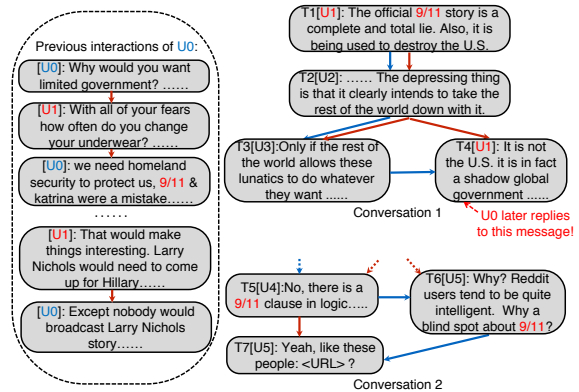 Previous interactions of U0:
[U0]: Why would you want
limited government? ……
[U1]: With all of your fears
how often do you change
your underwear? ……
[U0]: we need homeland
security to protect us, 9/11 &
katrina were a mistake……
……
[U1]: That would make
things interesting. Larry
Nichols would need to come
up for Hillary……
[U0]: Except nobody would
broadcast Larry Nichols
story……
T1[U1]: The official 9/11 story is a
complete and total lie. Also, it is
being used to destroy the U.S.
T2[U2]: …… The depressing thing
is that it clearly intends to take the
rest of the world down with it.
T3[U3]:Only if the rest of
the world allows these
lunatics to do whatever
they want ......
T4[U1]: It is not
the U.S. it is in fact
a shadow global
government ......
U0 later replies
to this message!
Conversation 1
T5[U4]:No, there is a
9/11 clause in logic…..
T6[U5]: Why? Reddit
users tend to be quite
intelligent. Why a
blind spot about 9/11?
T7[U5]: Yeah, like these
people: <URL> ?
Conversation 2